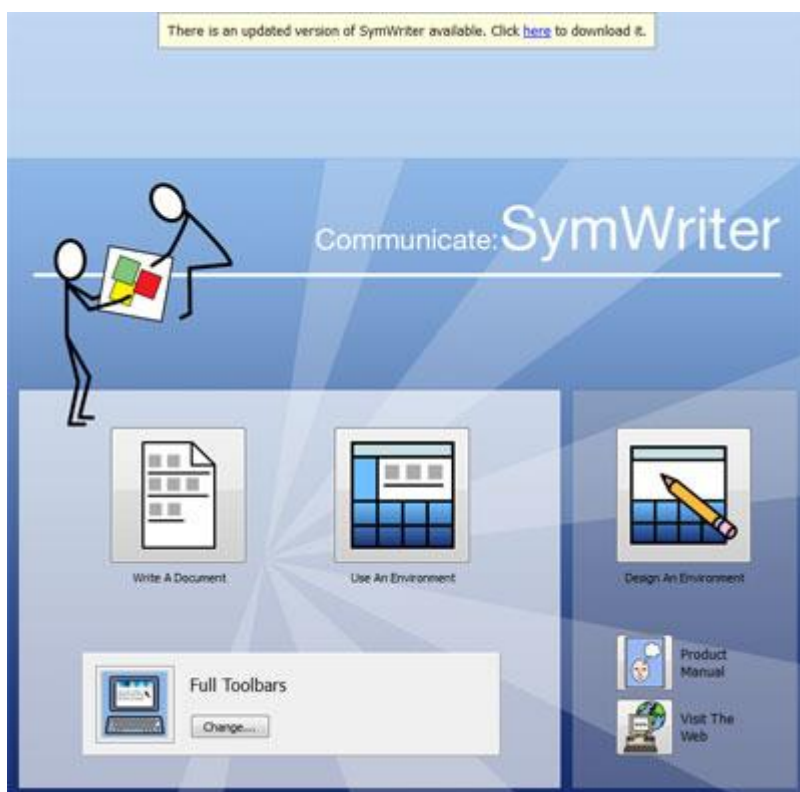 There is an updated version of SymWriter available. Click here to download it.
Communicate: SymWriter
Write A Document
Use An Environment
Design An Environment
Full Toolbars
Change...
Product
Manual
Visit The
Web